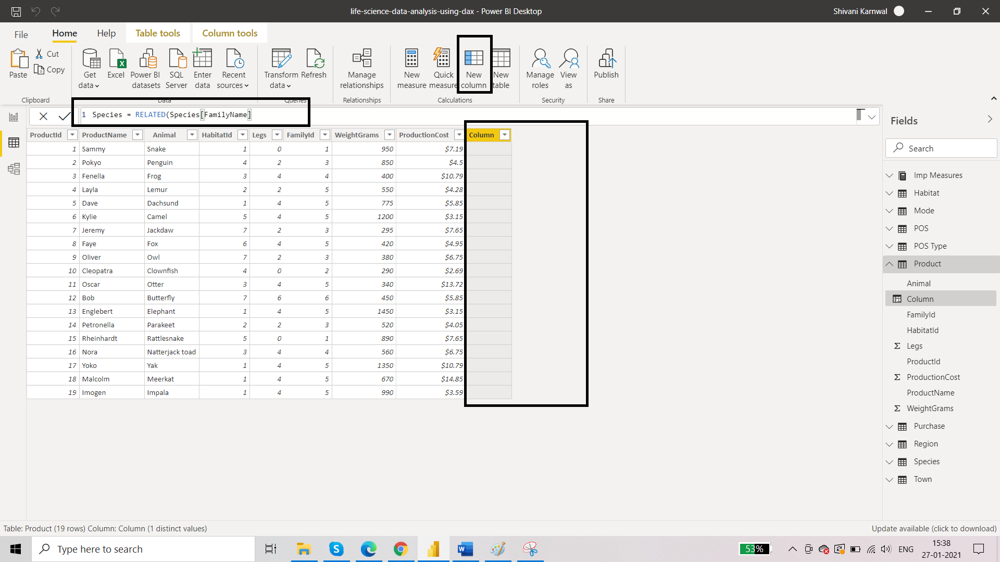 life-science-data-analysis-using-dax - Power BI Desktop
Shivani Karnwal
File Home Help Table tools Column tools
Paste
Cut
Copy
Clipboard
Get data
Excel
Power BI datasets
SQL Server
Enter data
Recent sources
Data
Transform data
Refresh
Queries
Manage relationships
Relationships
New measure
Quick measure
New column
New table
Calculations
Manage roles
View as
Security
Publish
Share
1 Species = RELATED(Species[FamilyName]
ProductId ProductName Animal HabitatId Legs FamilyId WeightGrams ProductionCost Column
1 Sammy Snake 1 0 1 950 $7.19
2 Pokyo Penguin 4 2 3 850 $4.5
3 Fenella Frog 3 4 4 400 $10.79
4 Layla Lemur 2 2 5 550 $4.28
5 Dave Dachsund 1 4 5 775 $5.85
6 Kylie Camel 5 4 5 1200 $3.15
7 Jeremy Jackdaw 7 2 3 295 $7.65
8 Faye Fox 6 4 5 420 $4.95
9 Oliver Owl 7 2 3 380 $6.75
10 Cleopatra Clownfish 4 0 2 290 $2.69
11 Oscar Otter 3 4 5 340 $13.72
12 Bob Butterfly 7 6 6 450 $5.85
13 Englebert Elephant 1 4 5 1450 $3.15
14 Petronella Parakeet 2 2 3 520 $4.05
15 Rheinhardt Rattlesnake 5 0 1 890 $7.65
16 Nora Natterjack toad 3 4 4 560 $6.75
17 Yoko Yak 1 4 5 1350 $10.79
18 Malcolm Meerkat 1 4 5 670 $14.85
19 Imogen Impala 1 4 5 990 $3.59
Fields
Search
Imp Measures
Habitat
Mode
POS
POS Type
Product
Animal
Column
FamilyId
HabitatId
Σ Legs
ProductId
Σ ProductionCost
ProductName
Σ WeightGrams
Purchase
Region
Species
Town
Table: Product (19 rows) Column: Column (1 distinct values)
Update available (click to download)
Type here to search
53%
ENG
15:38
27-01-2021